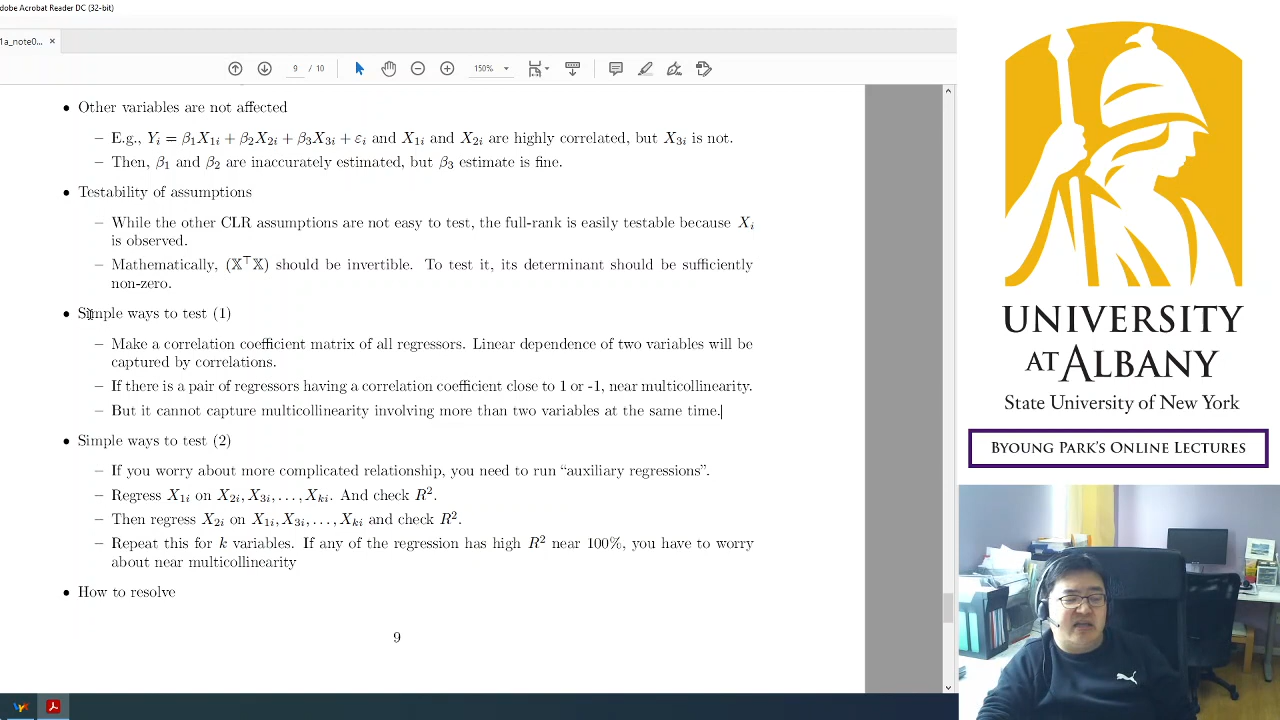 dobe Acrobat Reader DC (32-bit)
1a_note0... ×
9 / 10
150%
• Other variables are not affected
– E.g., Yᵢ = β₁X₁ᵢ + β₂X₂ᵢ + β₃X₃ᵢ + εᵢ and X₁ᵢ and X₂ᵢ are highly correlated, but X₃ᵢ is not.
– Then, β₁ and β₂ are inaccurately estimated, but β₃ estimate is fine.
• Testability of assumptions
– While the other CLR assumptions are not easy to test, the full-rank is easily testable because Xᵢ
is observed.
– Mathematically, (𝕏⊤𝕏) should be invertible. To test it, its determinant should be sufficiently
non-zero.
• Simple ways to test (1)
– Make a correlation coefficient matrix of all regressors. Linear dependence of two variables will be
captured by correlations.
– If there is a pair of regressors having a correlation coefficient close to 1 or -1, near multicollinearity.
– But it cannot capture multicollinearity involving more than two variables at the same time.
• Simple ways to test (2)
– If you worry about more complicated relationship, you need to run “auxiliary regressions”.
– Regress X₁ᵢ on X₂ᵢ, X₃ᵢ, . . . , Xₖᵢ. And check R².
– Then regress X₂ᵢ on X₁ᵢ, X₃ᵢ, . . . , Xₖᵢ and check R².
– Repeat this for k variables. If any of the regression has high R² near 100%, you have to worry
about near multicollinearity
• How to resolve
9
UNIVERSITY
AT ALBANY
State University of New York
BYOUNG PARK'S ONLINE LECTURES